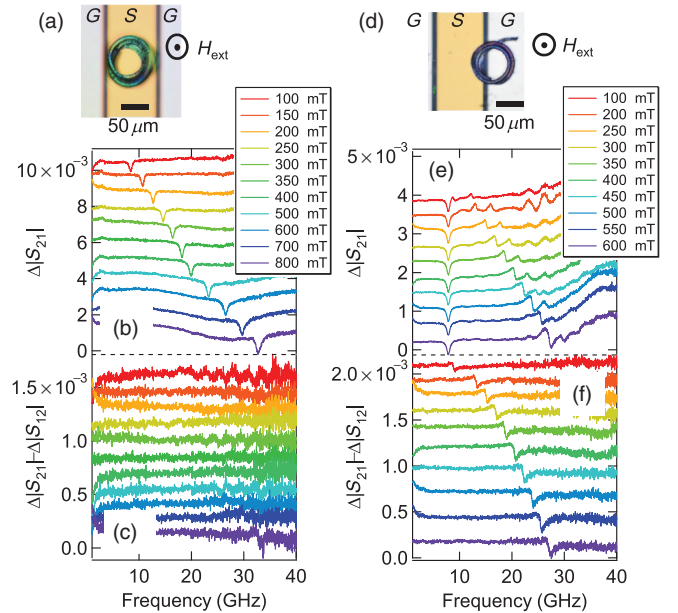 (a)
G S G
H_ext
50 μm
100 mT
150 mT
200 mT
250 mT
300 mT
350 mT
400 mT
500 mT
600 mT
700 mT
800 mT
10×10⁻³
8
6
4
2
0
Δ|S₂₁|
(b)
1.5×10⁻³
1.0
0.5
0.0
Δ|S₂₁|-Δ|S₁₂|
(c)
10 20 30 40
Frequency (GHz)
(d)
G S G
H_ext
50 μm
100 mT
200 mT
250 mT
300 mT
350 mT
400 mT
450 mT
500 mT
550 mT
600 mT
5×10⁻³
4
3
2
1
0
Δ|S₂₁|
(e)
2.0×10⁻³
1.5
1.0
0.5
0.0
Δ|S₂₁|-Δ|S₁₂|
(f)
10 20 30 40
Frequency (GHz)